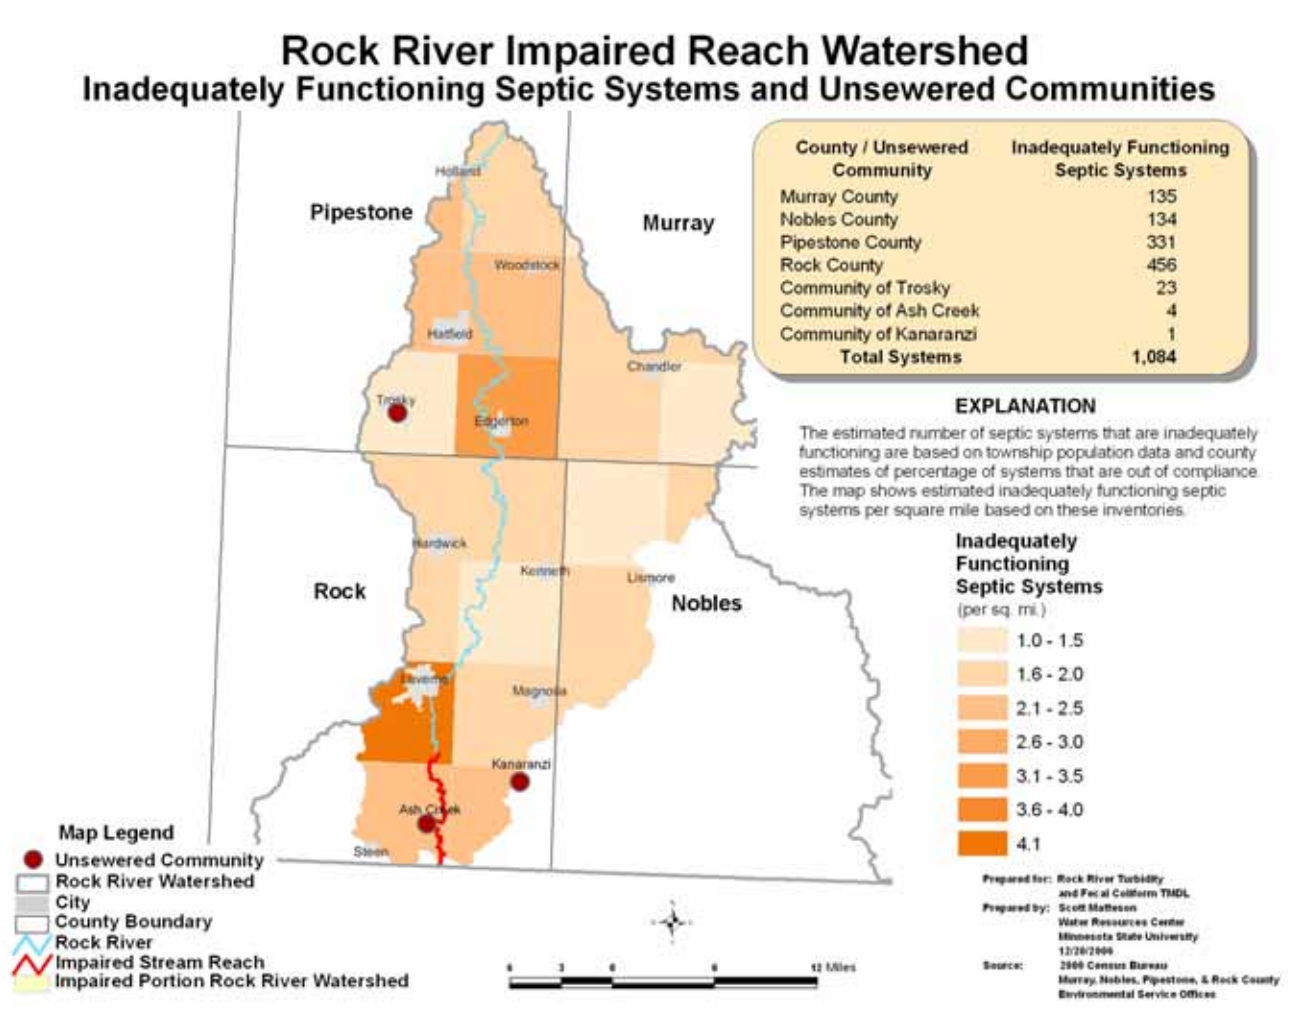 Rock River Impaired Reach Watershed
Inadequately Functioning Septic Systems and Unsewered Communities
County / Unsewered Community
Inadequately Functioning Septic Systems
Murray County 135
Nobles County 134
Pipestone County 331
Rock County 456
Community of Trosky 23
Community of Ash Creek 4
Community of Kanaranzi 1
Total Systems 1,084
Holland
Pipestone
Murray
Woodstock
Hatfield
Chandler
Trosky
Edgerton
EXPLANATION
The estimated number of septic systems that are inadequately
functioning are based on township population data and county
estimates of percentage of systems that are out of compliance.
The map shows estimated inadequately functioning septic
systems per square mile based on these inventories.
Hardwick
Kenneth
Lismore
Rock
Nobles
Luverne
Magnolia
Kanaranzi
Ash Creek
Steen
Inadequately
Functioning
Septic Systems
(per sq. mi.)
1.0 - 1.5
1.6 - 2.0
2.1 - 2.5
2.6 - 3.0
3.1 - 3.5
3.6 - 4.0
4.1
Map Legend
Unsewered Community
Rock River Watershed
City
County Boundary
Rock River
Impaired Stream Reach
Impaired Portion Rock River Watershed
3
9
12 Miles
Prepared for: Rock River Turbidity
and Fecal Coliform TMDL
Prepared by: Scott Matteson
Water Resources Center
Minnesota State University
Source: Census Bureau
Murray, Nobles, Pipestone, & Rock County
Environmental Service Offices